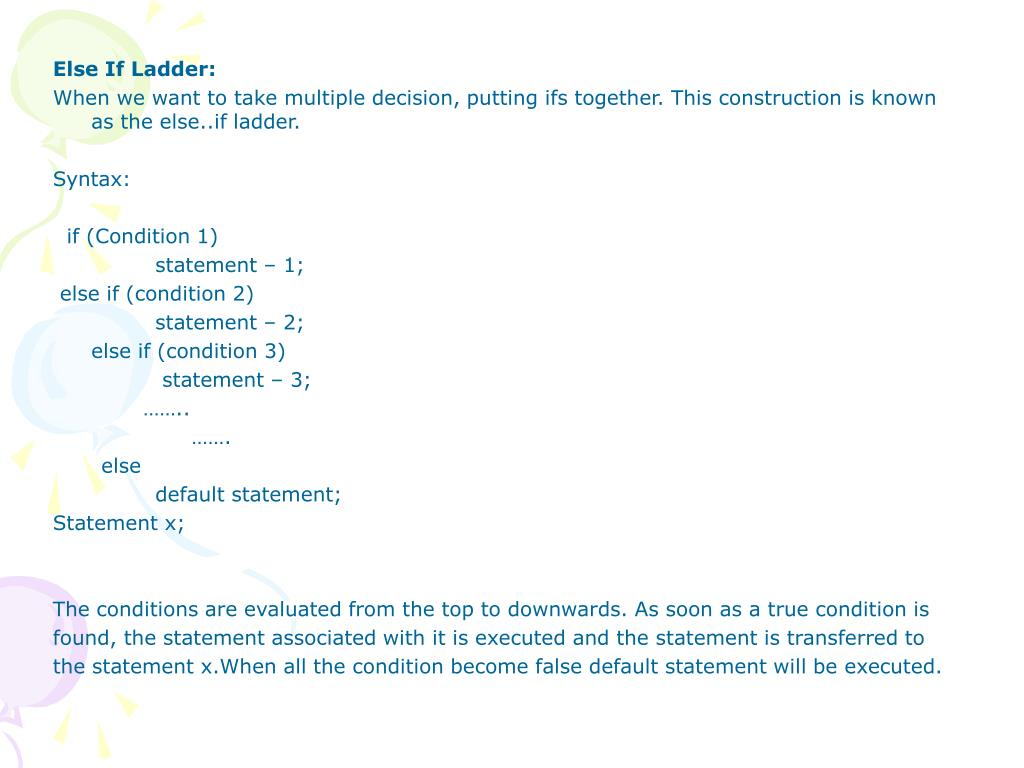 Else If Ladder:
When we want to take multiple decision, putting ifs together. This construction is known
as the else..if ladder.
Syntax:
if (Condition 1)
statement – 1;
else if (condition 2)
statement – 2;
else if (condition 3)
statement – 3;
……..
…….
else
default statement;
Statement x;
The conditions are evaluated from the top to downwards. As soon as a true condition is
found, the statement associated with it is executed and the statement is transferred to
the statement x.When all the condition become false default statement will be executed.